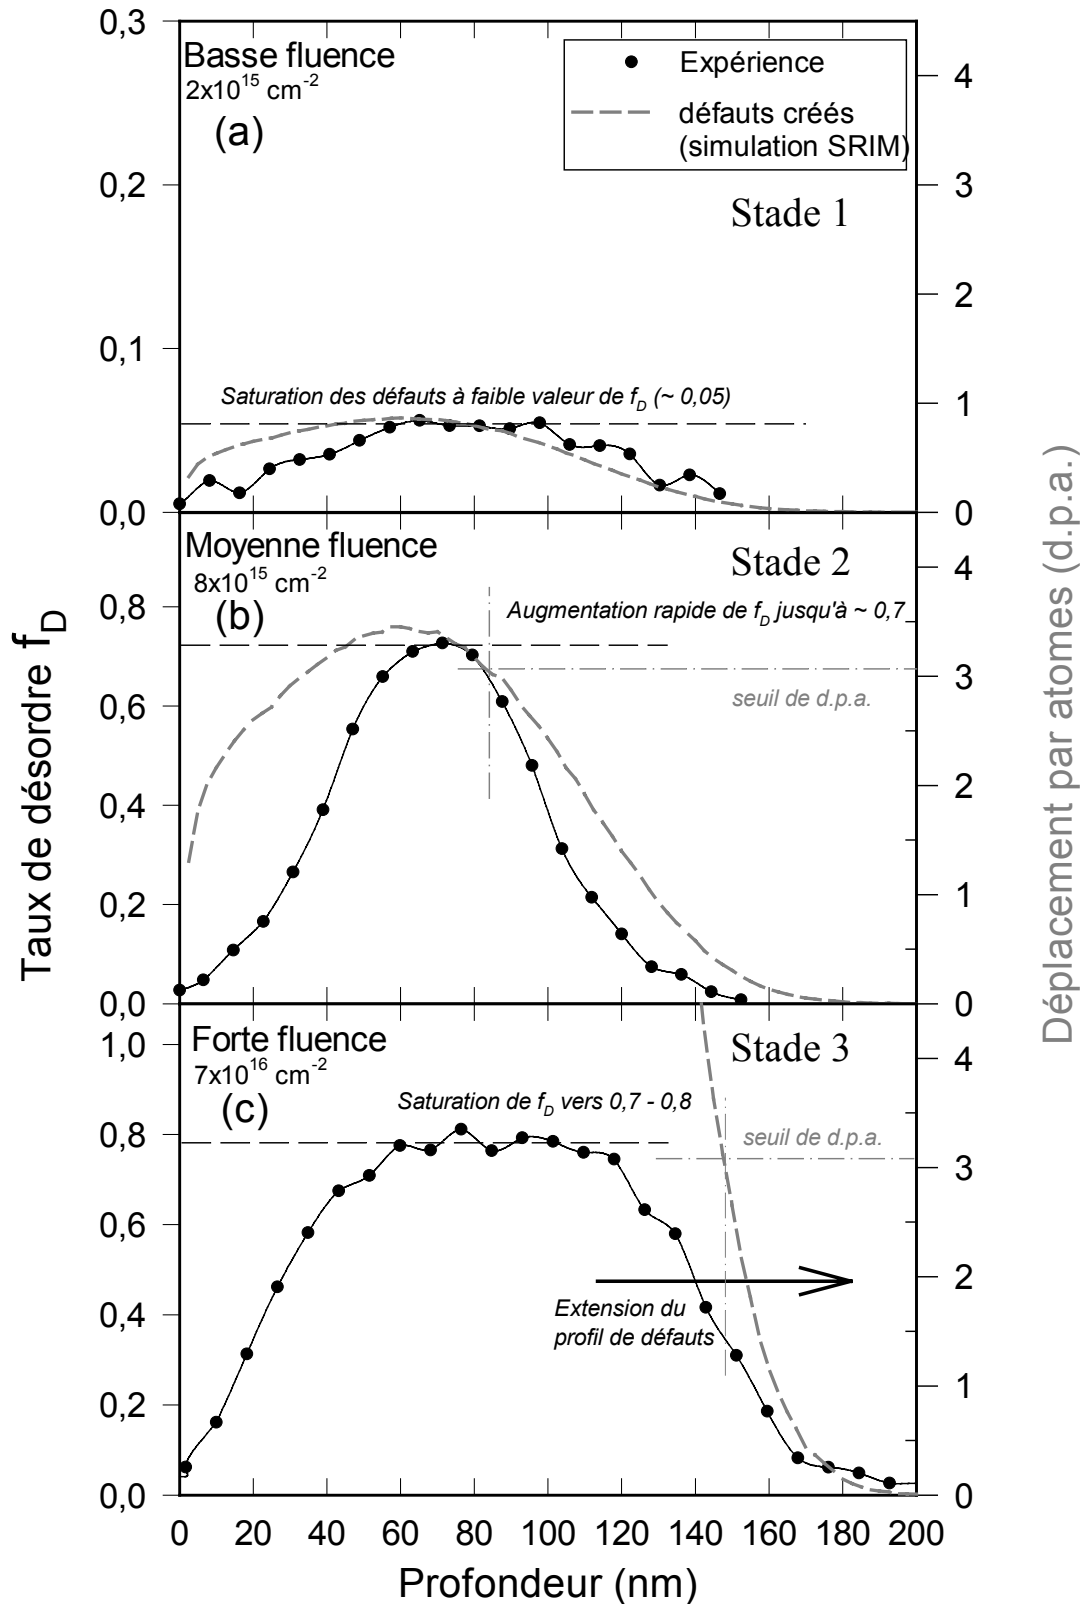 0,3
Basse fluence
2x10^15 cm^-2
(a)
Expérience
défauts créés
(simulation SRIM)
4
0,2
3
Stade 1
2
0,1
1
Saturation des défauts à faible valeur de f_D (~ 0,05)
0,0
0
Moyenne fluence
8x10^15 cm^-2
(b)
Stade 2
4
0,8
Augmentation rapide de f_D jusqu'à ~ 0,7
3
seuil de d.p.a.
0,6
2
0,4
1
0,2
0,0
0
Forte fluence
7x10^16 cm^-2
(c)
Stade 3
1,0
4
Saturation de f_D vers 0,7 - 0,8
0,8
seuil de d.p.a.
3
0,6
2
Extension du
profil de défauts
0,4
1
0,2
0,0
0
0 20 40 60 80 100 120 140 160 180 200
Profondeur (nm)
Taux de désordre f_D
Déplacement par atomes (d.p.a.)